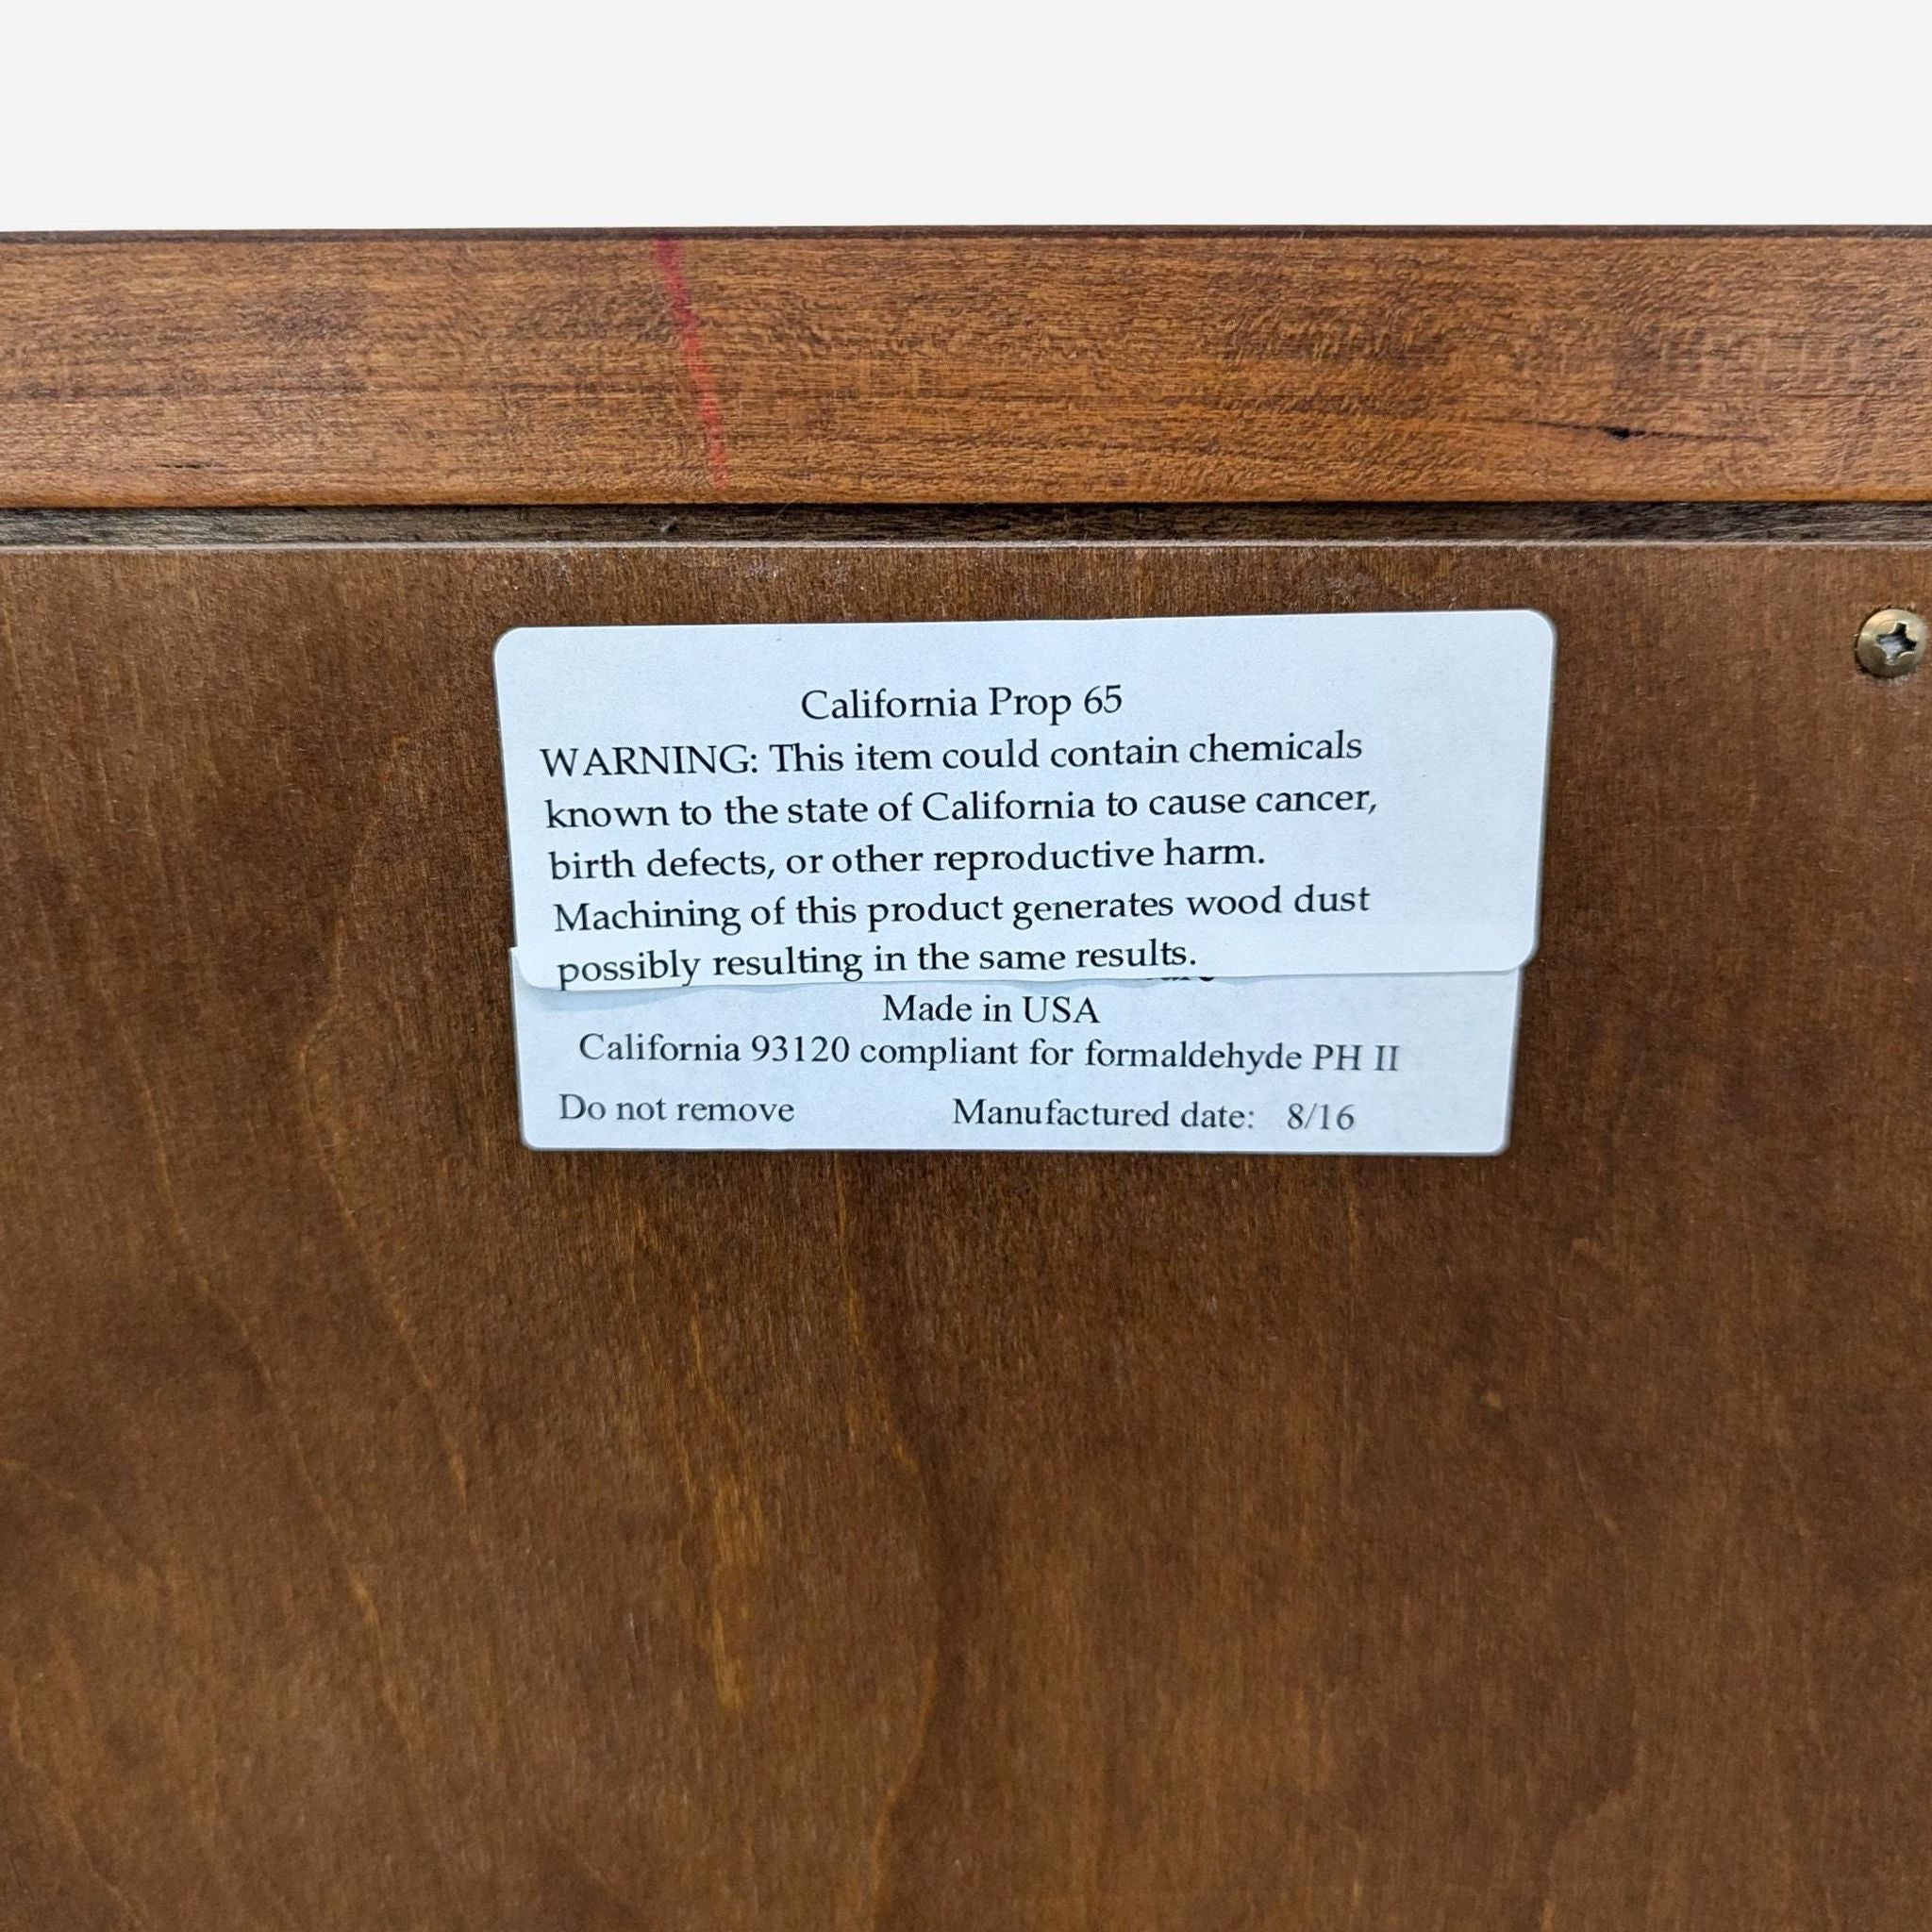 California Prop 65
WARNING: This item could contain chemicals
known to the state of California to cause cancer,
birth defects, or other reproductive harm.
Machining of this product generates wood dust
possibly resulting in the same results.
Made in USA
California 93120 compliant for formaldehyde PH II
Do not remove Manufactured date: 8/16